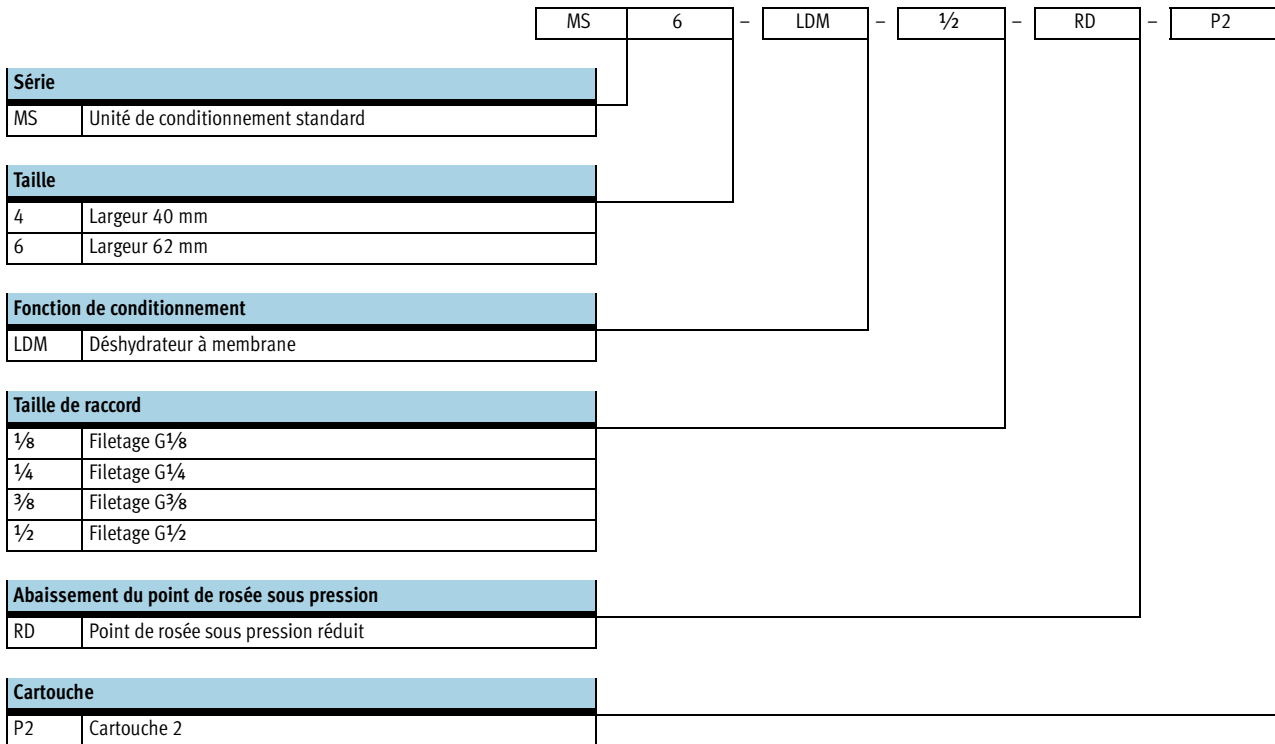 MS 6 – LDM – ½ – RD – P2
Série
MS Unité de conditionnement standard
Taille
4 Largeur 40 mm
6 Largeur 62 mm
Fonction de conditionnement
LDM Déshydrateur à membrane
Taille de raccord
⅛ Filetage G⅛
¼ Filetage G¼
⅜ Filetage G⅜
½ Filetage G½
Abaissement du point de rosée sous pression
RD Point de rosée sous pression réduit
Cartouche
P2 Cartouche 2